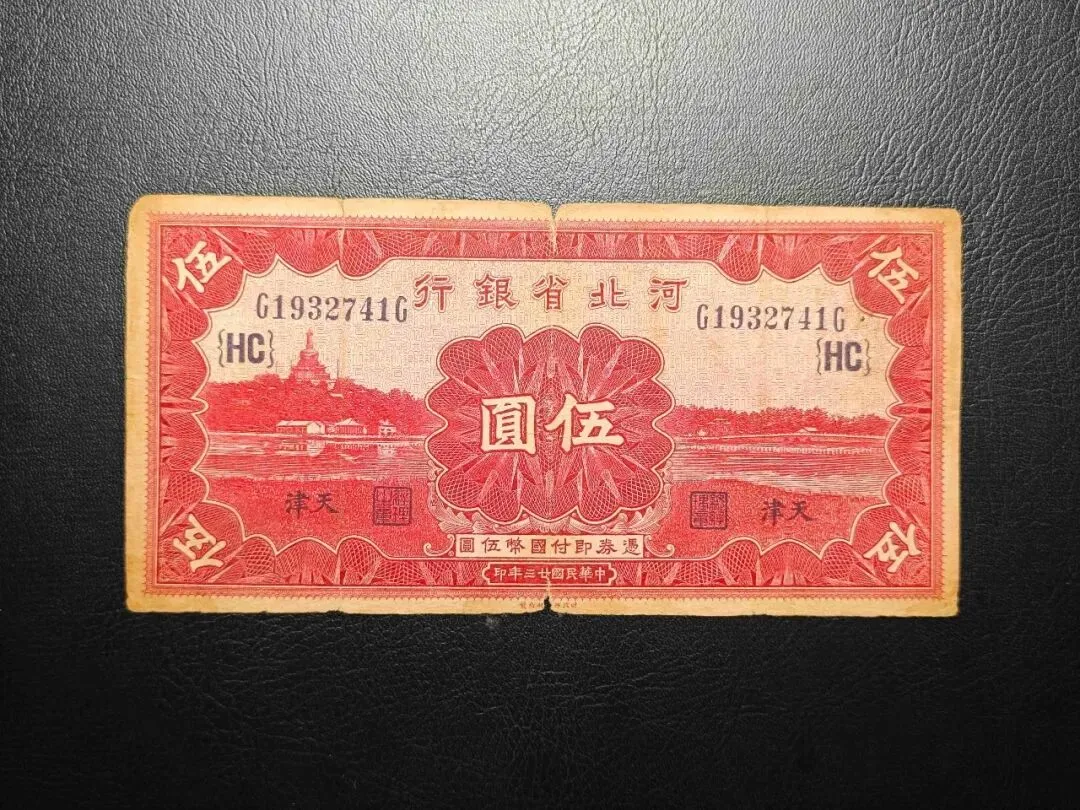 伍
伍
河北省銀行
G1932741G
G1932741G
{HC}
{HC}
伍圓
天津
天津
憑券即付國幣伍圓
伍
伍
中華民國廿三年印